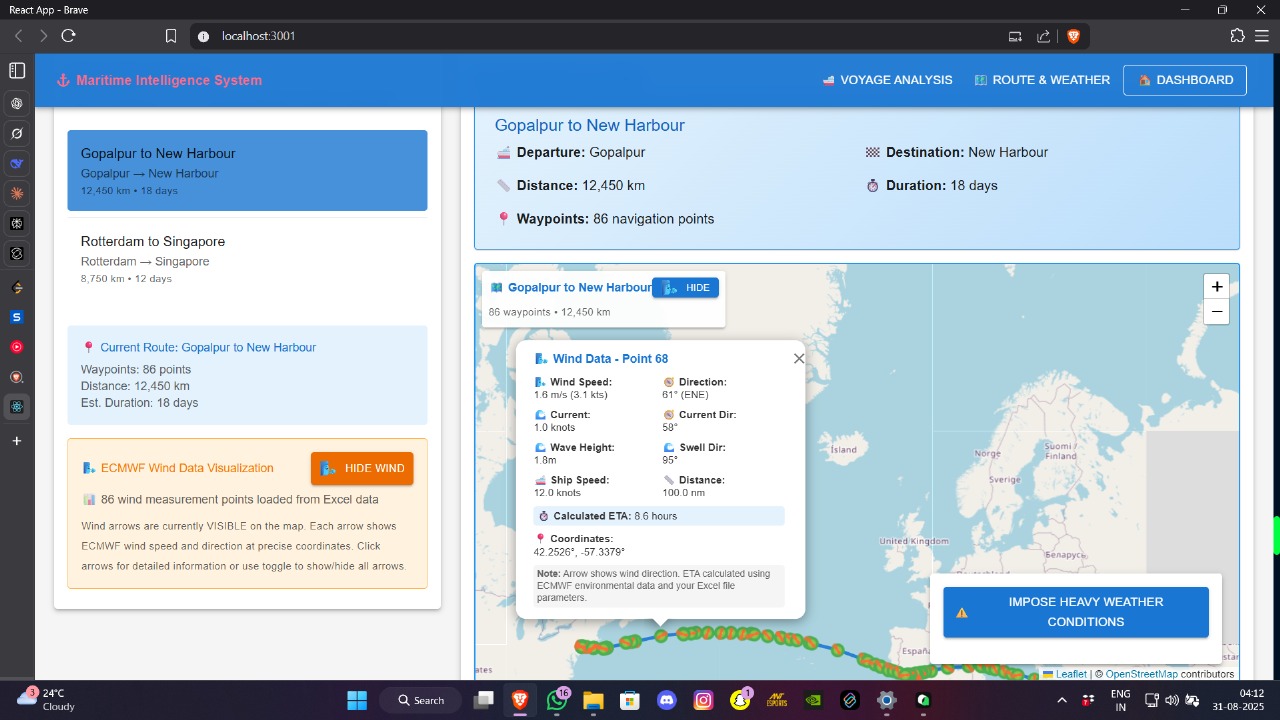 React App - Brave
localhost:3001
Maritime Intelligence System
VOYAGE ANALYSIS
ROUTE & WEATHER
DASHBOARD
Gopalpur to New Harbour
Gopalpur → New Harbour
12,450 km • 18 days
Rotterdam to Singapore
Rotterdam → Singapore
8,750 km • 12 days
Current Route: Gopalpur to New Harbour
Waypoints: 86 points
Distance: 12,450 km
Est. Duration: 18 days
ECMWF Wind Data Visualization
HIDE WIND
86 wind measurement points loaded from Excel data
Wind arrows are currently VISIBLE on the map. Each arrow shows
ECMWF wind speed and direction at precise coordinates. Click
arrows for detailed information or use toggle to show/hide all arrows.
Gopalpur to New Harbour
Departure: Gopalpur
Destination: New Harbour
Distance: 12,450 km
Duration: 18 days
Waypoints: 86 navigation points
Gopalpur to New Harbour
HIDE
86 waypoints • 12,450 km
+
−
Wind Data - Point 68
Wind Speed:
1.6 m/s (3.1 kts)
Direction:
61° (ENE)
Current:
1.0 knots
Current Dir:
58°
Wave Height:
1.8m
Swell Dir:
95°
Ship Speed:
12.0 knots
Distance:
100.0 nm
Calculated ETA: 8.6 hours
Coordinates:
42.2526°, -57.3379°
Note: Arrow shows wind direction. ETA calculated using
ECMWF environmental data and your Excel file
parameters.
Ísland
Norge
Suomi /
Finland
Sverige
United Kingdom
Беларусь
Deutschland
España
ates
IMPOSE HEAVY WEATHER
CONDITIONS
Leaflet | © OpenStreetMap contributors
3
24°C
Cloudy
Search
16
1
ANT
ESPORTS
ENG
IN
04:12
31-08-2025